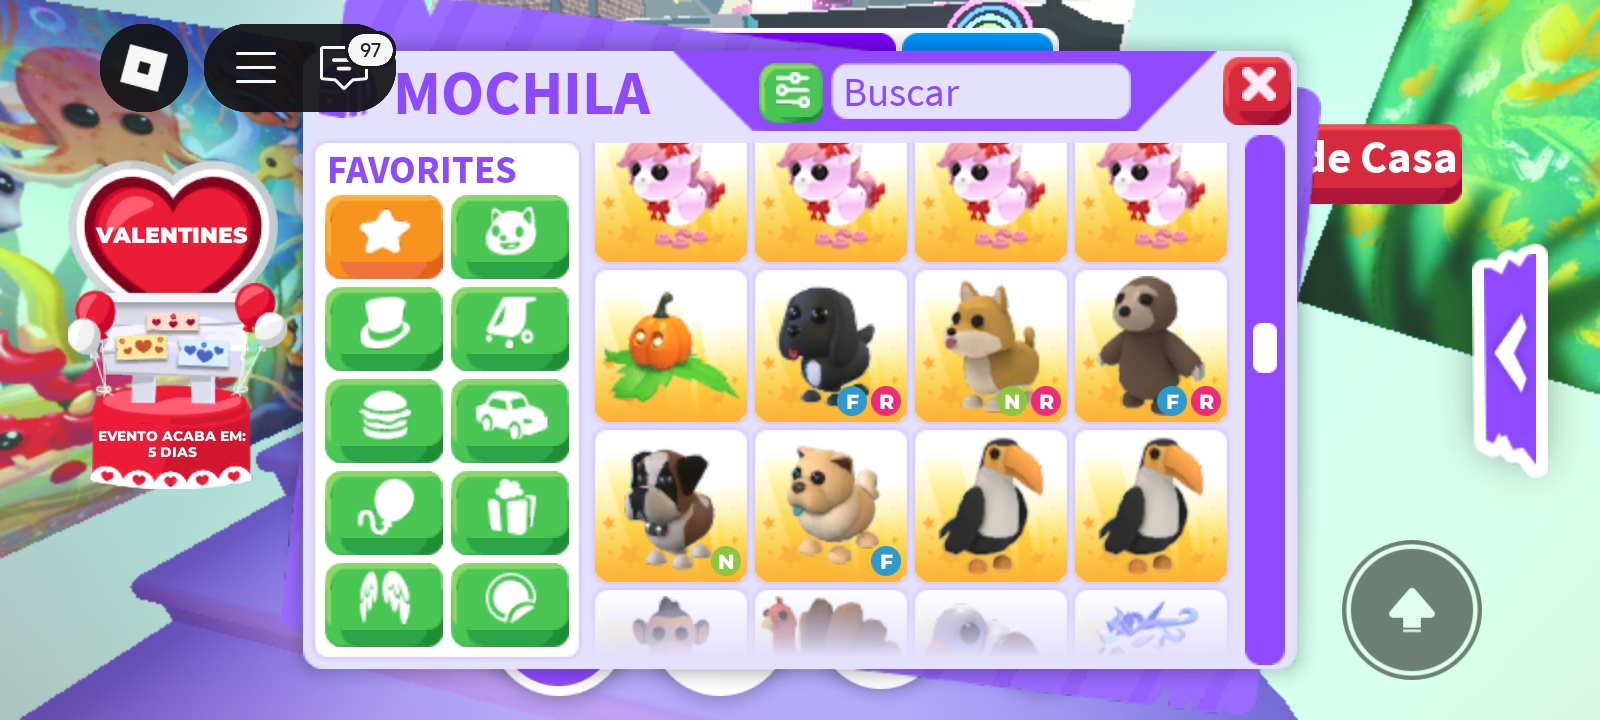 97
MOCHILA
Buscar
de Casa
FAVORITES
VALENTINES
EVENTO ACABA EM:
5 DIAS
F R
N R
F R
N
F